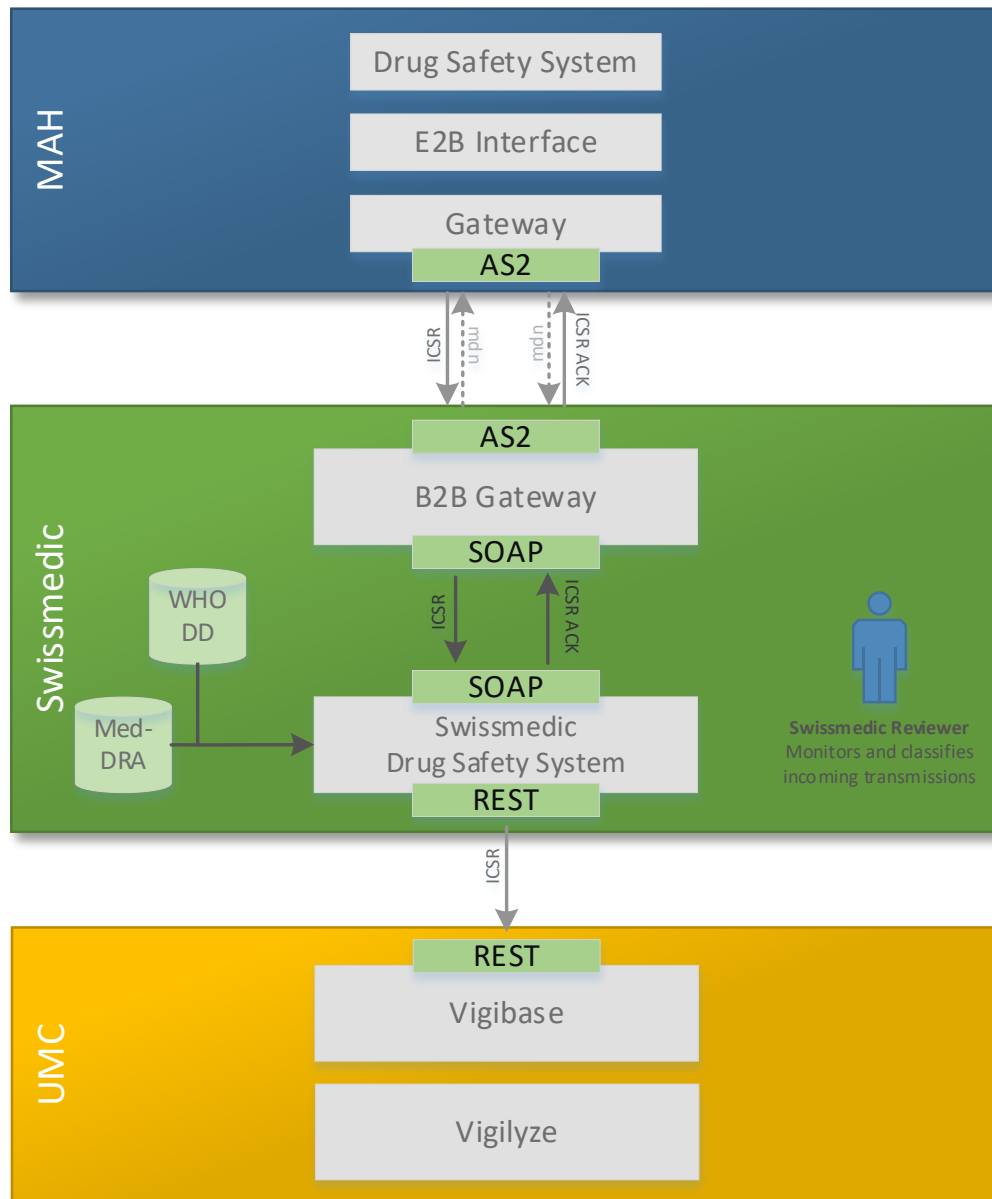 MAH
Drug Safety System
E2B Interface
Gateway
AS2
ICSR
mdn
mdn
ICSR ACK
Swissmedic
AS2
B2B Gateway
SOAP
ICSR
ICSR ACK
WHO
DD
Med-
DRA
SOAP
Swissmedic
Drug Safety System
REST
Swissmedic Reviewer
Monitors and classifies
incoming transmissions
ICSR
UMC
REST
Vigibase
Vigilyze